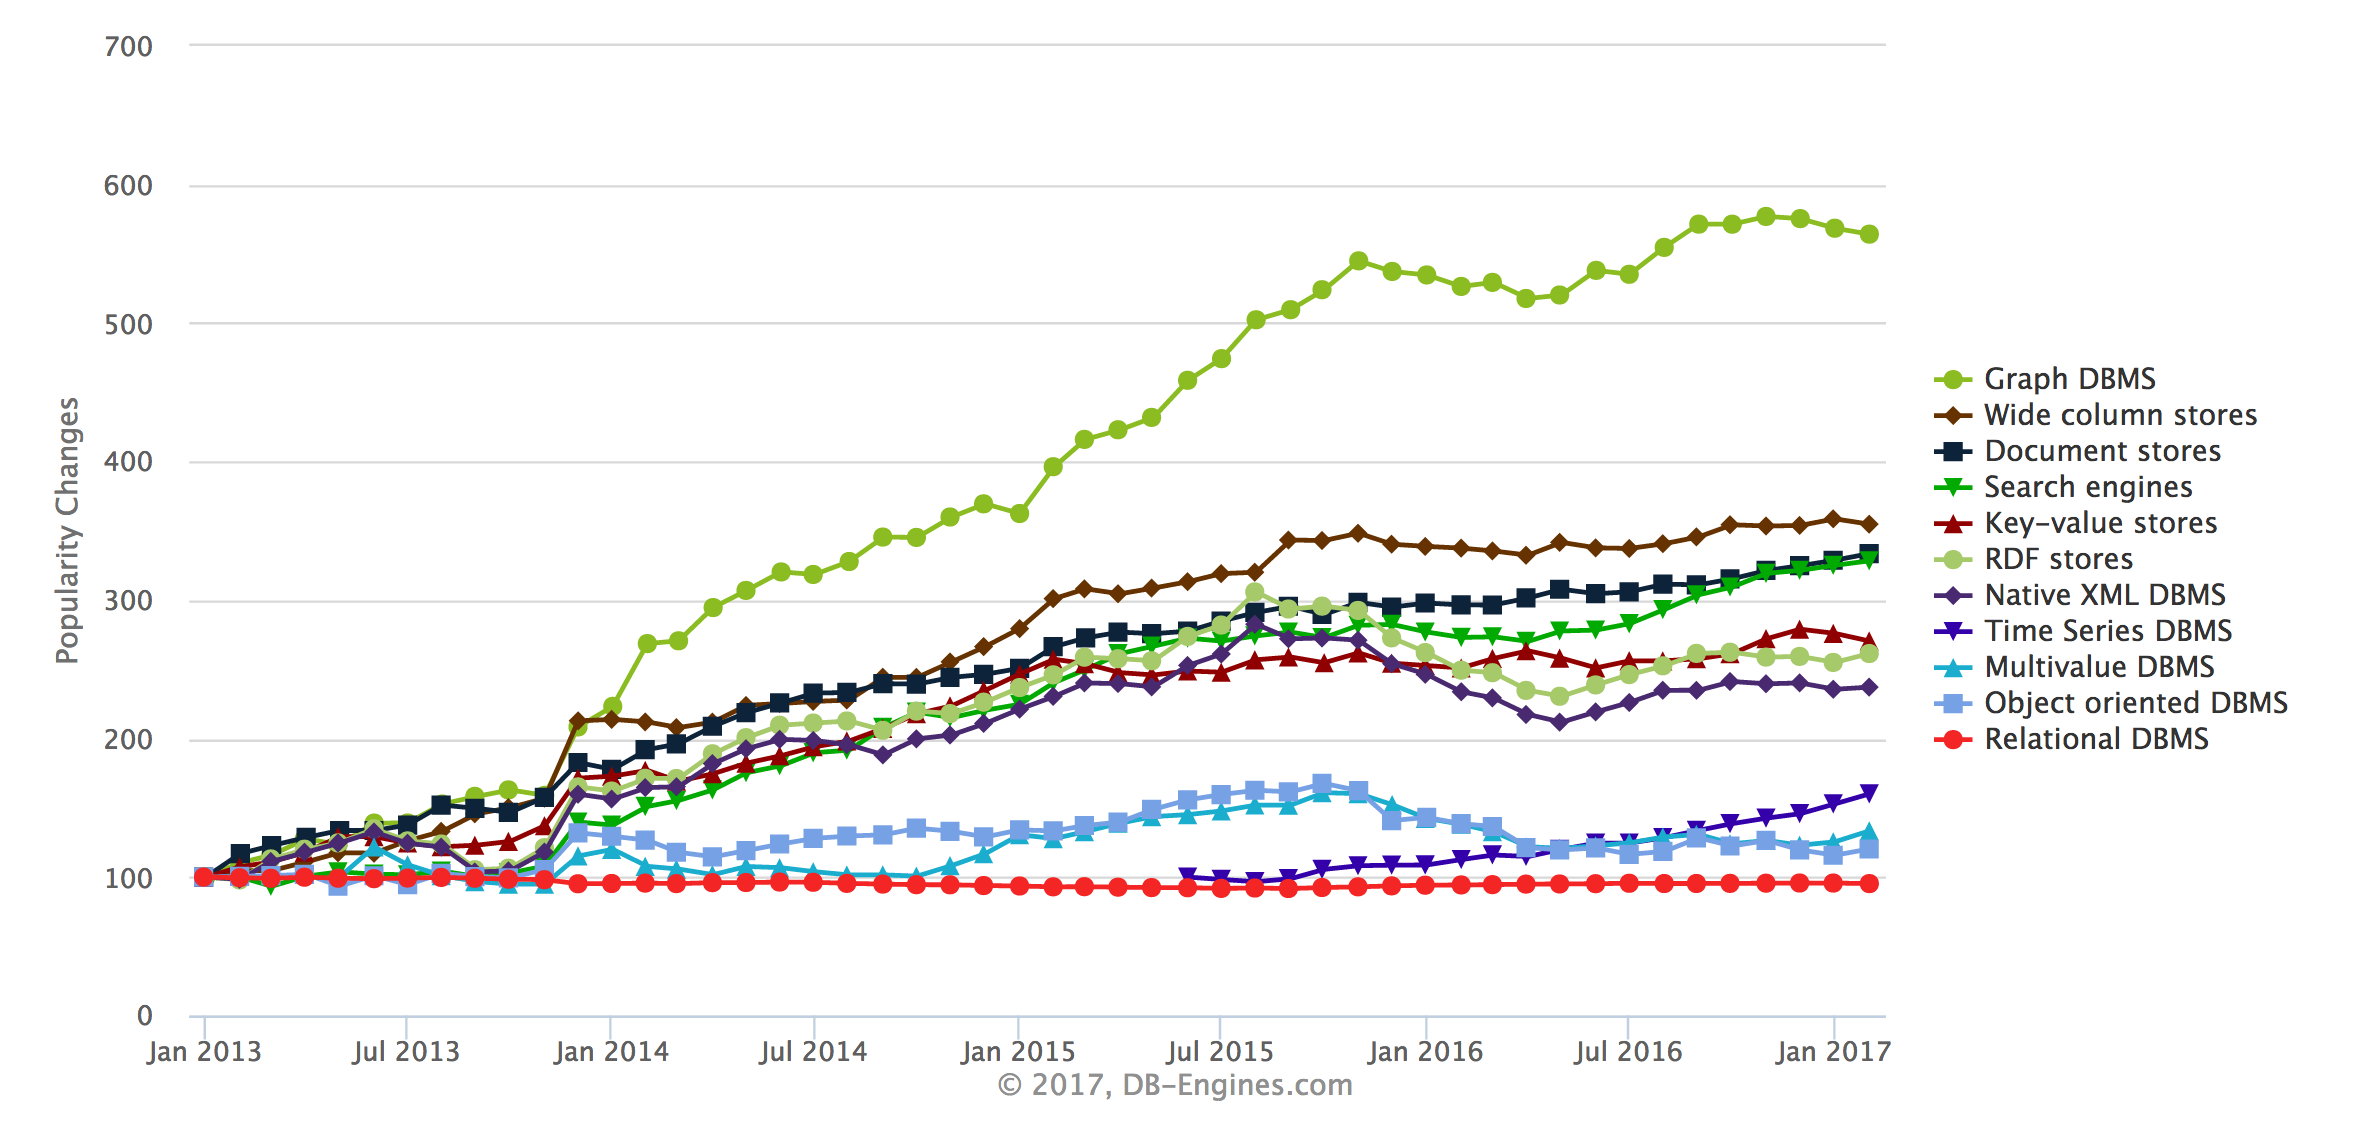 700
600
500
400
300
200
100
0
Popularity Changes
Jan 2013 Jul 2013 Jan 2014 Jul 2014 Jan 2015 Jul 2015 Jan 2016 Jul 2016 Jan 2017
© 2017, DB-Engines.com
Graph DBMS
Wide column stores
Document stores
Search engines
Key-value stores
RDF stores
Native XML DBMS
Time Series DBMS
Multivalue DBMS
Object oriented DBMS
Relational DBMS